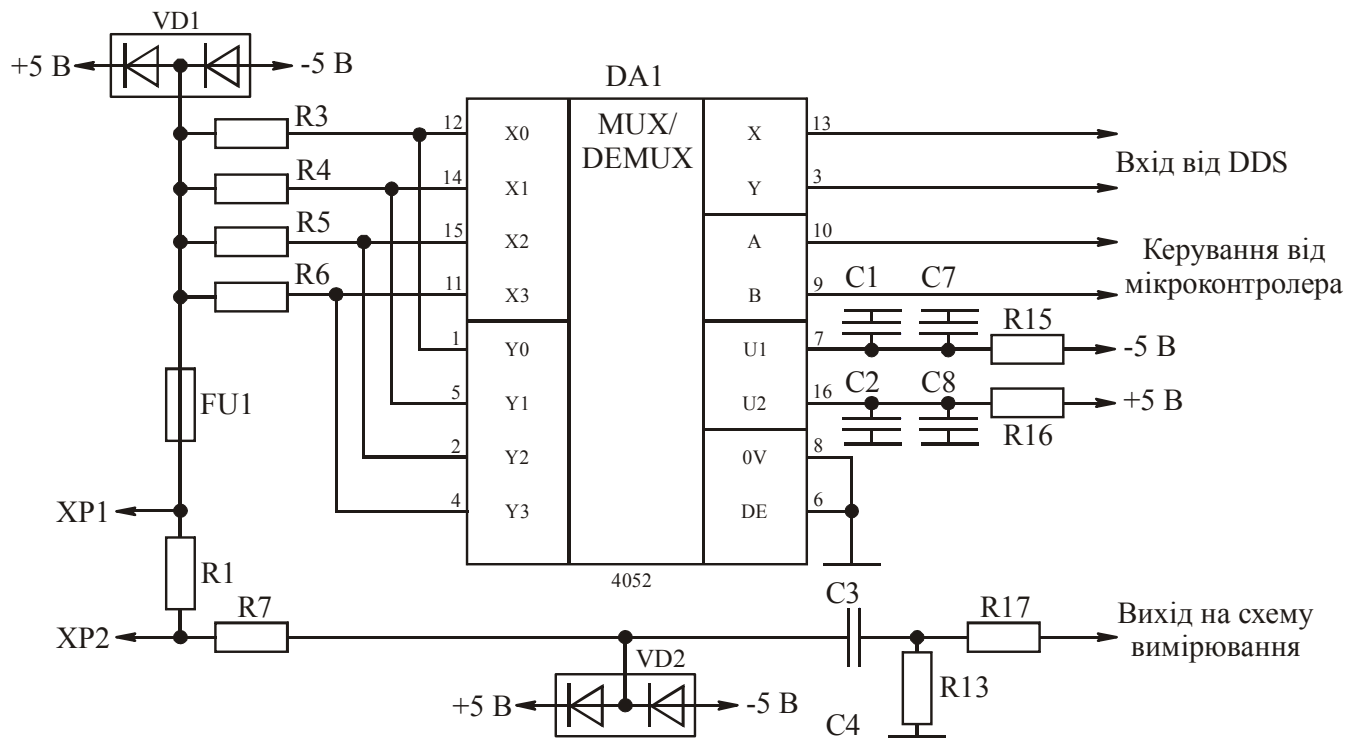 VD1
+5 В
-5 В
DA1
R3
12
X0
MUX/
DEMUX
X
13
R4
14
X1
Y
3
Вхід від DDS
R5
15
X2
A
10
R6
11
X3
B
9
C1
C7
Керування від
мікроконтролера
1
Y0
U1
7
R15
-5 В
FU1
5
Y1
U2
16
C2
C8
R16
+5 В
2
Y2
0V
8
XP1
4
Y3
DE
6
R1
4052
XP2
R7
C3
R17
Вихід на схему
вимірювання
VD2
+5 В
-5 В
R13
C4